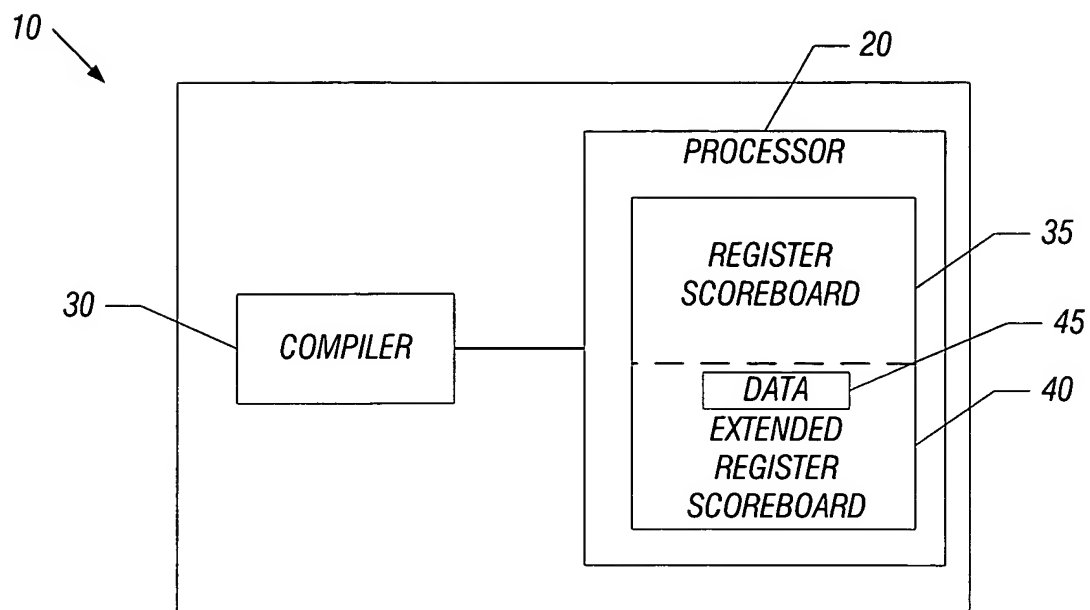 10
20
PROCESSOR
REGISTER
SCOREBOARD
35
30
COMPILER
45
DATA
40
EXTENDED
REGISTER
SCOREBOARD